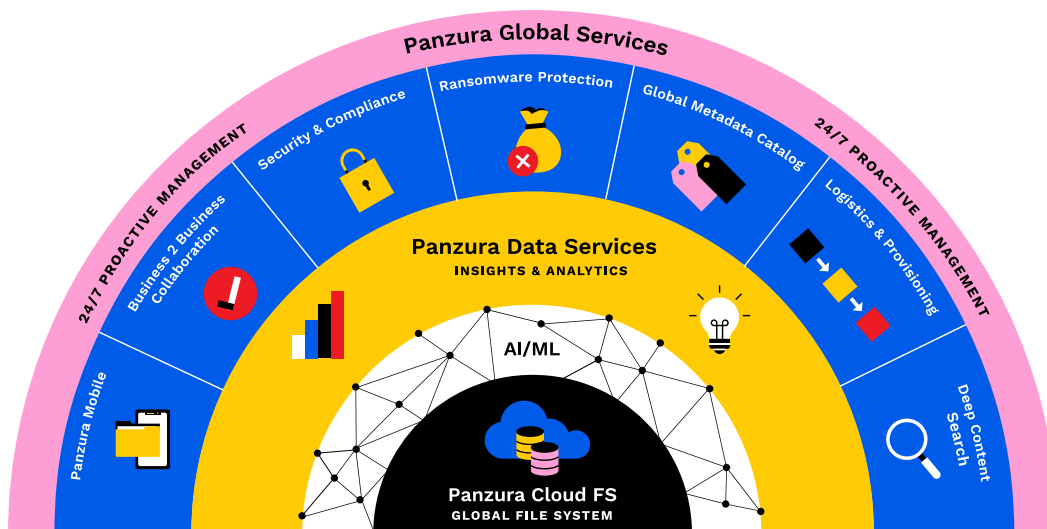 Panzura Global Services
24/7 PROACTIVE MANAGEMENT
24/7 PROACTIVE MANAGEMENT
Panzura Mobile
Business 2 Business
Collaboration
Security & Compliance
Ransomware Protection
Global Metadata Catalog
Logistics & Provisioning
Deep Content
Search
Panzura Data Services
INSIGHTS & ANALYTICS
AI/ML
Panzura Cloud FS
GLOBAL FILE SYSTEM